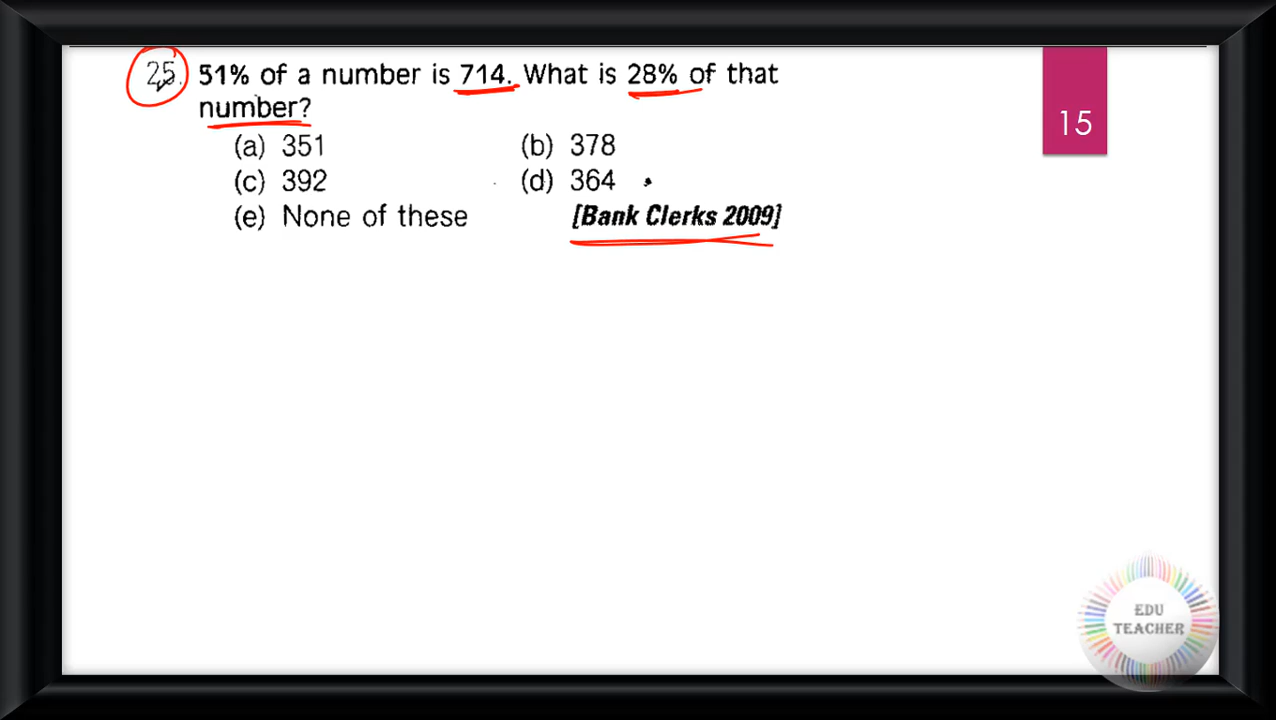 25. 51% of a number is 714. What is 28% of that
number?
(a) 351 (b) 378
(c) 392 (d) 364
(e) None of these [Bank Clerks 2009]
15
EDU
TEACHER